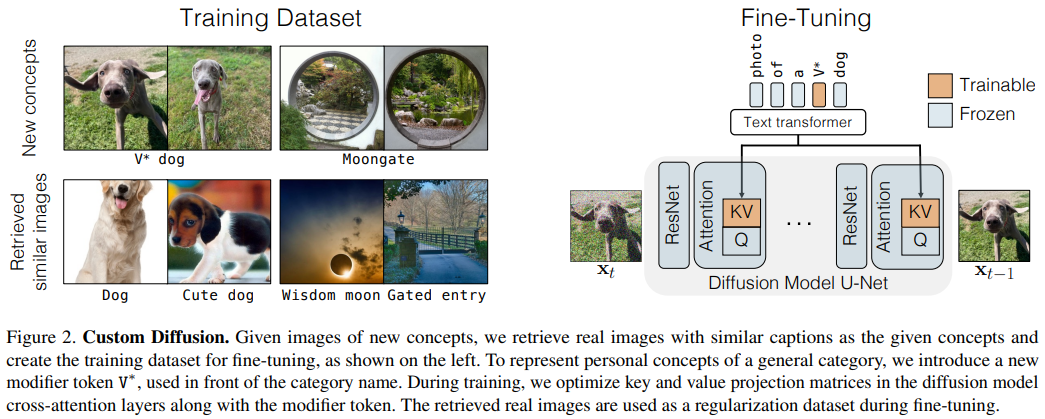 Training Dataset
New concepts
V* dog
Moongate
Retrieved
similar images
Dog
Cute dog
Wisdom moon
Gated entry
Fine-Tuning
photo
of
a
V*
dog
Trainable
Frozen
Text transformer
ResNet
Attention
KV
Q
...
ResNet
Attention
KV
Q
Diffusion Model U-Net
x_t
x_{t−1}
Figure 2. Custom Diffusion. Given images of new concepts, we retrieve real images with similar captions as the given concepts and
create the training dataset for fine-tuning, as shown on the left. To represent personal concepts of a general category, we introduce a new
modifier token V*, used in front of the category name. During training, we optimize key and value projection matrices in the diffusion model
cross-attention layers along with the modifier token. The retrieved real images are used as a regularization dataset during fine-tuning.